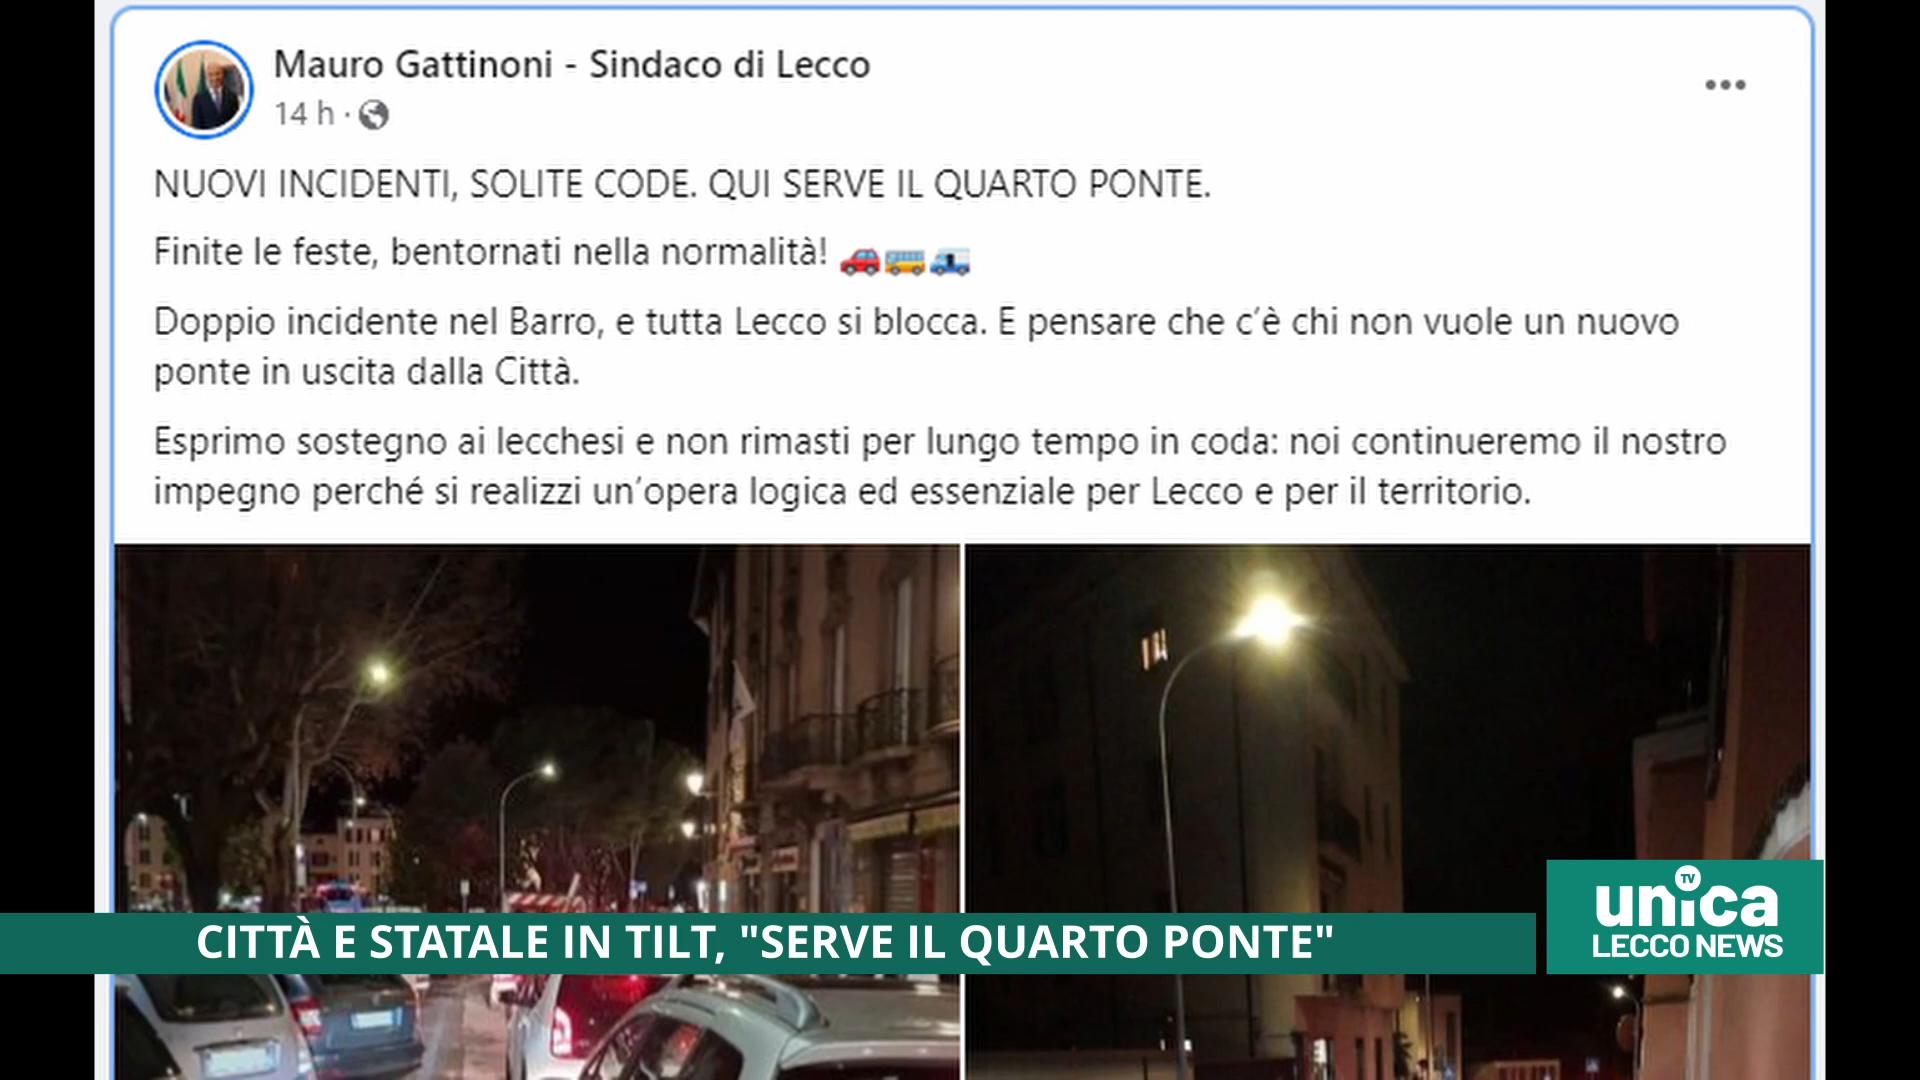 Mauro Gattinoni - Sindaco di Lecco
14 h ·
NUOVI INCIDENTI, SOLITE CODE. QUI SERVE IL QUARTO PONTE.
Finite le feste, bentornati nella normalità! 🚗🚌🚐
Doppio incidente nel Barro, e tutta Lecco si blocca. E pensare che c'è chi non vuole un nuovo
ponte in uscita dalla Città.
Esprimo sostegno ai lecchesi e non rimasti per lungo tempo in coda: noi continueremo il nostro
impegno perché si realizzi un'opera logica ed essenziale per Lecco e per il territorio.
CITTÀ E STATALE IN TILT, "SERVE IL QUARTO PONTE"
TV
unica
LECCO NEWS